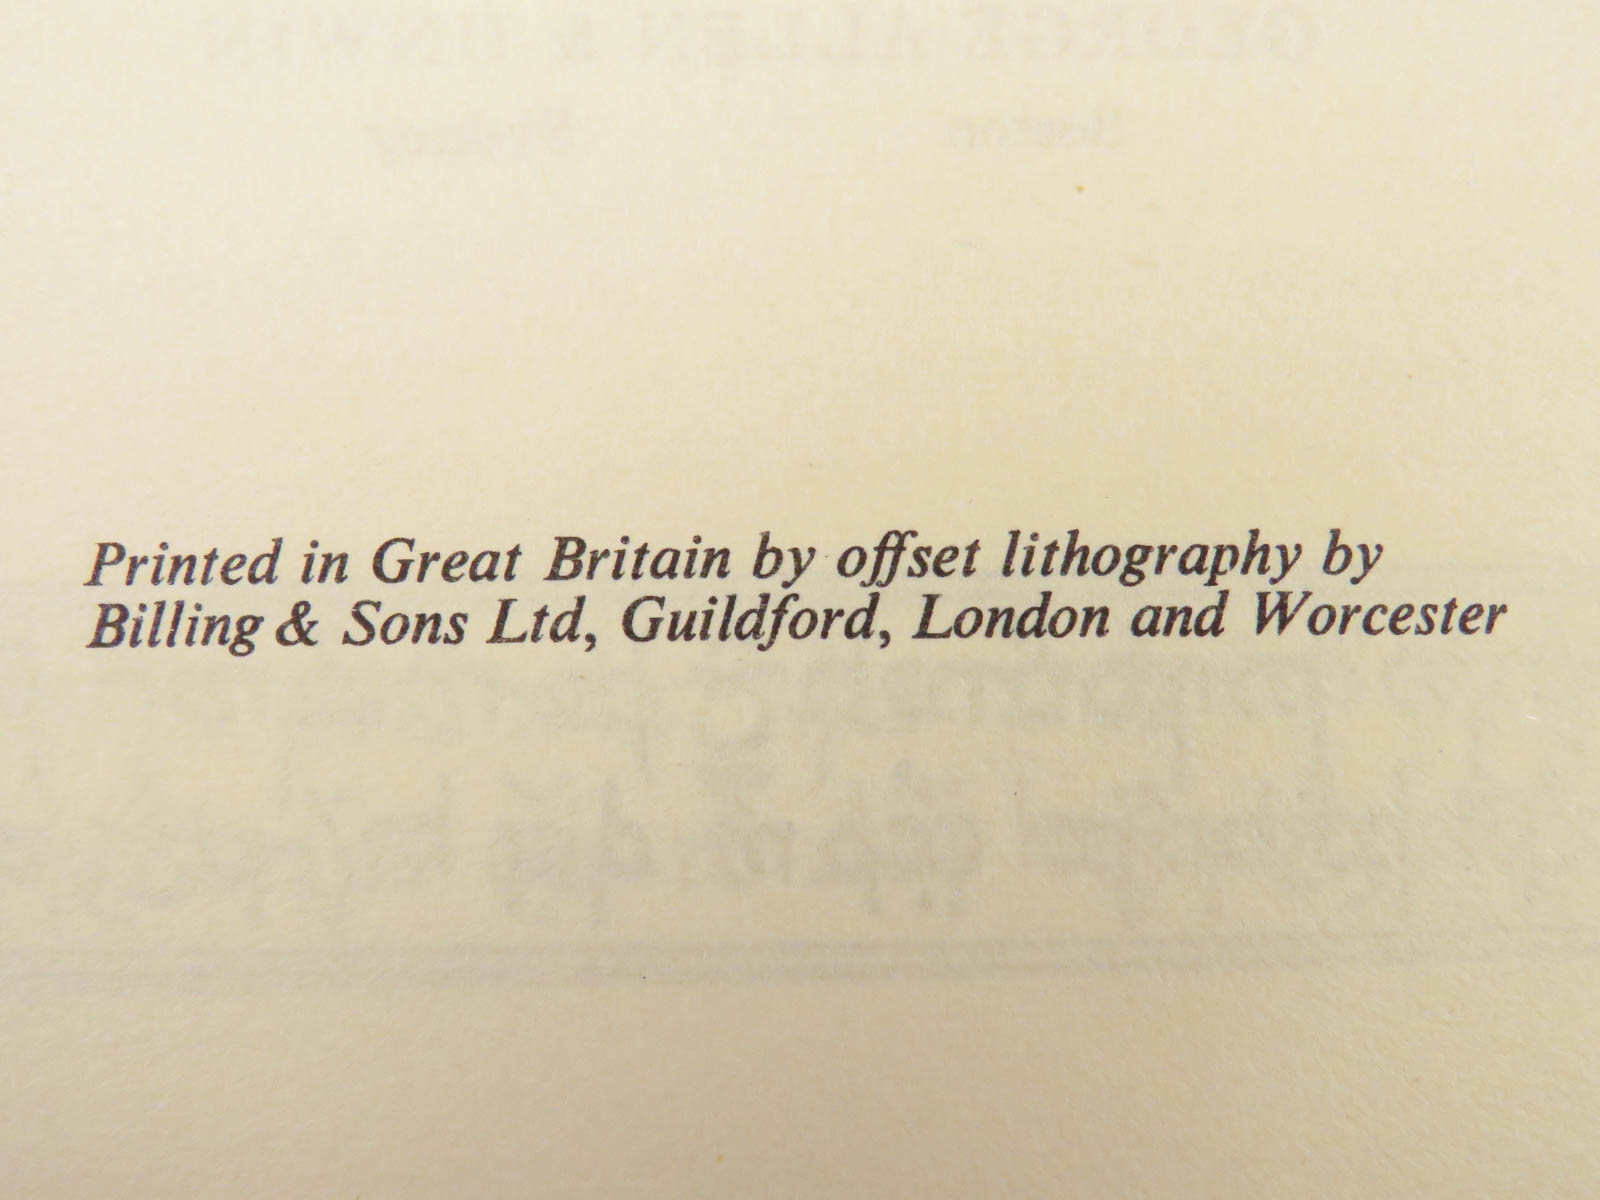 Printed in Great Britain by offset lithography by
Billing & Sons Ltd, Guildford, London and Worcester